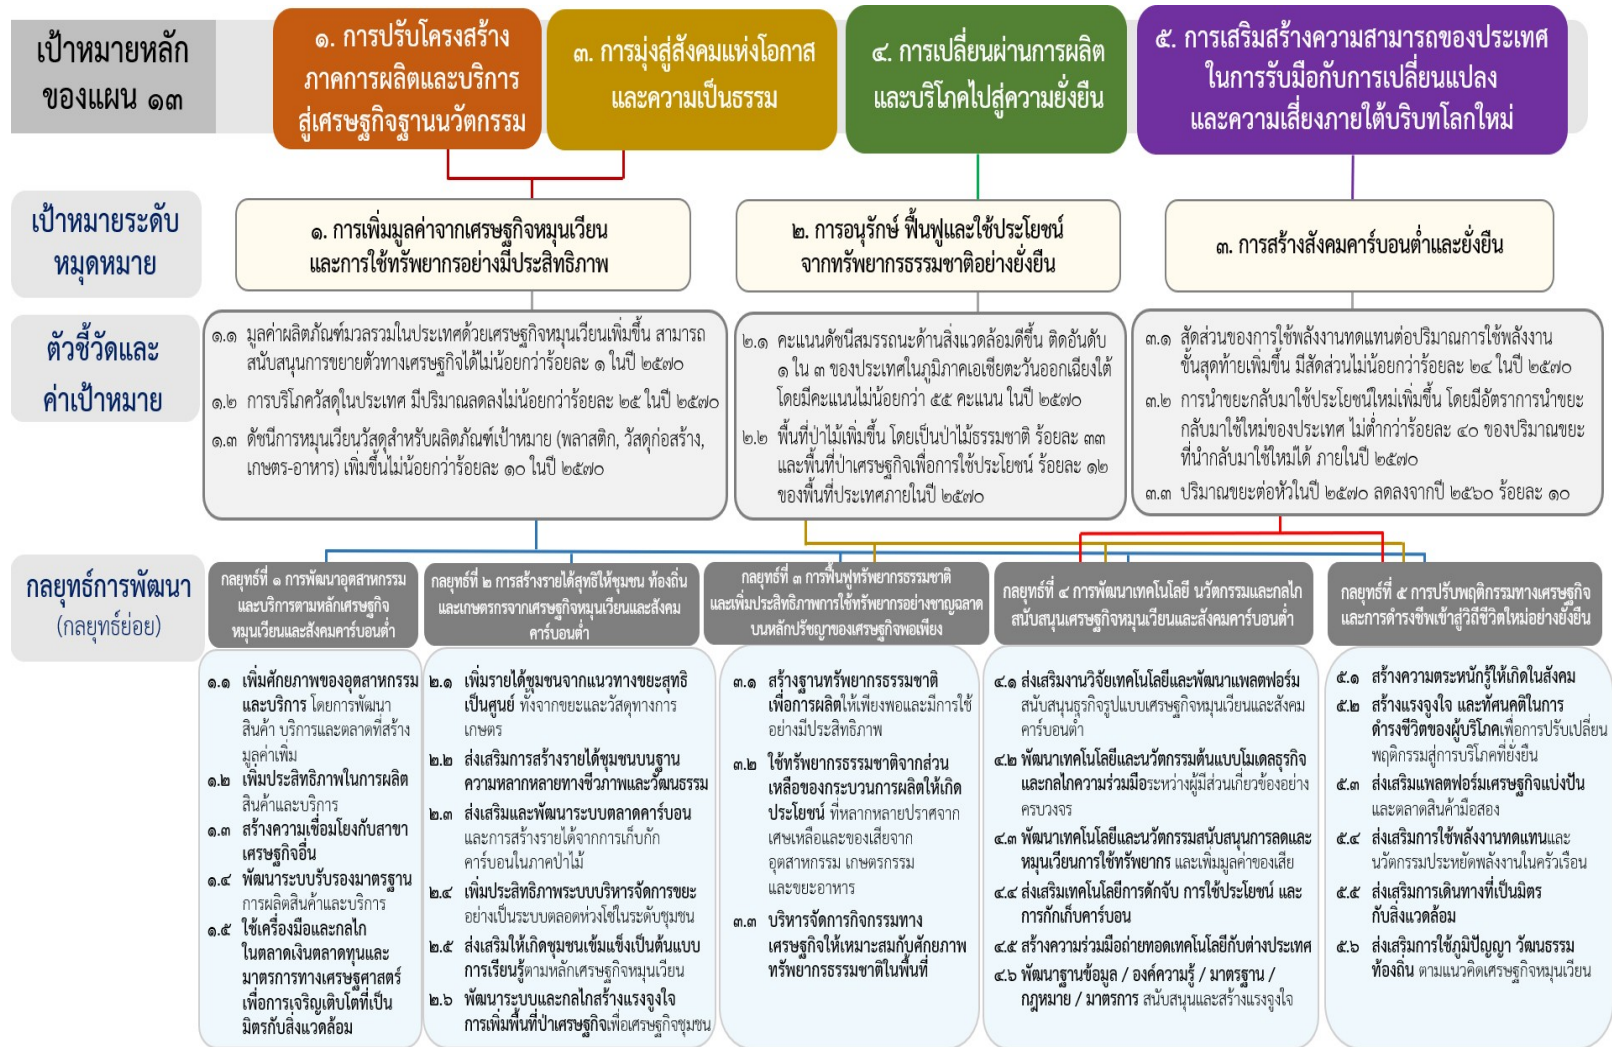 เป้าหมายหลัก
ของแผน ๑๓
๑. การปรับโครงสร้าง
ภาคการผลิตและบริการ
สู่เศรษฐกิจฐานนวัตกรรม
๓. การมุ่งสู่สังคมแห่งโอกาส
และความเป็นธรรม
๔. การเปลี่ยนผ่านการผลิต
และบริโภคไปสู่ความยั่งยืน
๕. การเสริมสร้างความสามารถของประเทศ
ในการรับมือกับการเปลี่ยนแปลง
และความเสี่ยงภายใต้บริบทโลกใหม่
เป้าหมายระดับ
หมุดหมาย
๑. การเพิ่มมูลค่าจากเศรษฐกิจหมุนเวียน
และการใช้ทรัพยากรอย่างมีประสิทธิภาพ
๒. การอนุรักษ์ ฟื้นฟูและใช้ประโยชน์
จากทรัพยากรธรรมชาติอย่างยั่งยืน
๓. การสร้างสังคมคาร์บอนต่ำและยั่งยืน
ตัวชี้วัดและ
ค่าเป้าหมาย
๑.๑ มูลค่าผลิตภัณฑ์มวลรวมในประเทศด้วยเศรษฐกิจหมุนเวียนเพิ่มขึ้น สามารถ
สนับสนุนการขยายตัวทางเศรษฐกิจได้ไม่น้อยกว่าร้อยละ ๑ ในปี ๒๕๗๐
๑.๒ การบริโภควัสดุในประเทศ มีปริมาณลดลงไม่น้อยกว่าร้อยละ ๒๕ ในปี ๒๕๗๐
๑.๓ ดัชนีการหมุนเวียนวัสดุสำหรับผลิตภัณฑ์เป้าหมาย (พลาสติก, วัสดุก่อสร้าง,
เกษตร-อาหาร) เพิ่มขึ้นไม่น้อยกว่าร้อยละ ๑๐ ในปี ๒๕๗๐
๒.๑ คะแนนดัชนีสมรรถนะด้านสิ่งแวดล้อมดีขึ้น ติดอันดับ
๑ ใน ๓ ของประเทศในภูมิภาคเอเชียตะวันออกเฉียงใต้
โดยมีคะแนนไม่น้อยกว่า ๕๕ คะแนน ในปี ๒๕๗๐
๒.๒ พื้นที่ป่าไม้เพิ่มขึ้น โดยเป็นป่าไม้ธรรมชาติ ร้อยละ ๓๓
และพื้นที่ป่าเศรษฐกิจเพื่อการใช้ประโยชน์ ร้อยละ ๑๒
ของพื้นที่ประเทศภายในปี ๒๕๗๐
๓.๑ สัดส่วนของการใช้พลังงานทดแทนต่อปริมาณการใช้พลังงาน
ขั้นสุดท้ายเพิ่มขึ้น มีสัดส่วนไม่น้อยกว่าร้อยละ ๒๔ ในปี ๒๕๗๐
๓.๒ การนำขยะกลับมาใช้ประโยชน์ใหม่เพิ่มขึ้น โดยมีอัตราการนำขยะ
กลับมาใช้ใหม่ของประเทศ ไม่ต่ำกว่าร้อยละ ๔๐ ของปริมาณขยะ
ที่นำกลับมาใช้ใหม่ได้ ภายในปี ๒๕๗๐
๓.๓ ปริมาณขยะต่อหัวในปี ๒๕๗๐ ลดลงจากปี ๒๕๖๐ ร้อยละ ๑๐
กลยุทธ์การพัฒนา
(กลยุทธ์ย่อย)
กลยุทธ์ที่ ๑ การพัฒนาอุตสาหกรรม
และบริการตามหลักเศรษฐกิจ
หมุนเวียนและสังคมคาร์บอนต่ำ
๑.๑ เพิ่มศักยภาพของอุตสาหกรรม
และบริการ โดยการพัฒนา
สินค้า บริการและตลาดที่สร้าง
มูลค่าเพิ่ม
๑.๒ เพิ่มประสิทธิภาพในการผลิต
สินค้าและบริการ
๑.๓ สร้างความเชื่อมโยงกับสาขา
เศรษฐกิจอื่น
๑.๔ พัฒนาระบบรับรองมาตรฐาน
การผลิตสินค้าและบริการ
๑.๕ ใช้เครื่องมือและกลไก
ในตลาดเงินตลาดทุนและ
มาตรการทางเศรษฐศาสตร์
เพื่อการเจริญเติบโตที่เป็น
มิตรกับสิ่งแวดล้อม
กลยุทธ์ที่ ๒ การสร้างรายได้สุทธิให้ชุมชน ท้องถิ่น
และเกษตรกรจากเศรษฐกิจหมุนเวียนและสังคม
คาร์บอนต่ำ
๒.๑ เพิ่มรายได้ชุมชนจากแนวทางขยะสุทธิ
เป็นศูนย์ ทั้งจากขยะและวัสดุทางการ
เกษตร
๒.๒ ส่งเสริมการสร้างรายได้ชุมชนบนฐาน
ความหลากหลายทางชีวภาพและวัฒนธรรม
๒.๓ ส่งเสริมและพัฒนาระบบตลาดคาร์บอน
และการสร้างรายได้จากการเก็บกัก
คาร์บอนในภาคป่าไม้
๒.๔ เพิ่มประสิทธิภาพระบบบริหารจัดการขยะ
อย่างเป็นระบบตลอดห่วงโซ่ในระดับชุมชน
๒.๕ ส่งเสริมให้เกิดชุมชนเข้มแข็งเป็นต้นแบบ
การเรียนรู้ตามหลักเศรษฐกิจหมุนเวียน
๒.๖ พัฒนาระบบและกลไกสร้างแรงจูงใจ
การเพิ่มพื้นที่ป่าเศรษฐกิจเพื่อเศรษฐกิจชุมชน
กลยุทธ์ที่ ๓ การฟื้นฟูทรัพยากรธรรมชาติ
และเพิ่มประสิทธิภาพการใช้ทรัพยากรอย่างชาญฉลาด
บนหลักปรัชญาของเศรษฐกิจพอเพียง
๓.๑ สร้างฐานทรัพยากรธรรมชาติ
เพื่อการผลิตให้เพียงพอและมีการใช้
อย่างมีประสิทธิภาพ
๓.๒ ใช้ทรัพยากรธรรมชาติจากส่วน
เหลือของกระบวนการผลิตให้เกิด
ประโยชน์ ที่หลากหลายปราศจาก
เศษเหลือและของเสียจาก
อุตสาหกรรม เกษตรกรรม
และขยะอาหาร
๓.๓ บริหารจัดการกิจกรรมทาง
เศรษฐกิจให้เหมาะสมกับศักยภาพ
ทรัพยากรธรรมชาติในพื้นที่
กลยุทธ์ที่ ๔ การพัฒนาเทคโนโลยี นวัตกรรมและกลไก
สนับสนุนเศรษฐกิจหมุนเวียนและสังคมคาร์บอนต่ำ
๔.๑ ส่งเสริมงานวิจัยเทคโนโลยีและพัฒนาแพลตฟอร์ม
สนับสนุนธุรกิจรูปแบบเศรษฐกิจหมุนเวียนและสังคม
คาร์บอนต่ำ
๔.๒ พัฒนาเทคโนโลยีและนวัตกรรมต้นแบบโมเดลธุรกิจ
และกลไกความร่วมมือระหว่างผู้มีส่วนเกี่ยวข้องอย่าง
ครบวงจร
๔.๓ พัฒนาเทคโนโลยีและนวัตกรรมสนับสนุนการลดและ
หมุนเวียนการใช้ทรัพยากร และเพิ่มมูลค่าของเสีย
๔.๔ ส่งเสริมเทคโนโลยีการดักจับ การใช้ประโยชน์ และ
การกักเก็บคาร์บอน
๔.๕ สร้างความร่วมมือถ่ายทอดเทคโนโลยีกับต่างประเทศ
๔.๖ พัฒนาฐานข้อมูล / องค์ความรู้ / มาตรฐาน /
กฎหมาย / มาตรการ สนับสนุนและสร้างแรงจูงใจ
กลยุทธ์ที่ ๕ การปรับพฤติกรรมทางเศรษฐกิจ
และการดำรงชีพเข้าสู่วิถีชีวิตใหม่อย่างยั่งยืน
๕.๑ สร้างความตระหนักรู้ให้เกิดในสังคม
๕.๒ สร้างแรงจูงใจ และทัศนคติในการ
ดำรงชีวิตของผู้บริโภคเพื่อการปรับเปลี่ยน
พฤติกรรมสู่การบริโภคที่ยั่งยืน
๕.๓ ส่งเสริมแพลตฟอร์มเศรษฐกิจแบ่งปัน
และตลาดสินค้ามือสอง
๕.๔ ส่งเสริมการใช้พลังงานทดแทนและ
นวัตกรรมประหยัดพลังงานในครัวเรือน
๕.๕ ส่งเสริมการเดินทางที่เป็นมิตร
กับสิ่งแวดล้อม
๕.๖ ส่งเสริมการใช้ภูมิปัญญา วัฒนธรรม
ท้องถิ่น ตามแนวคิดเศรษฐกิจหมุนเวียน